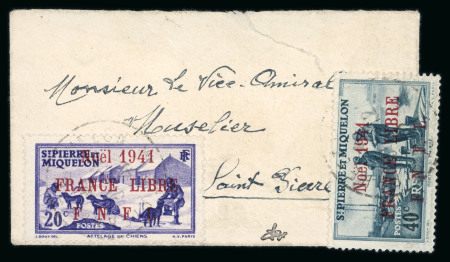 Monsieur Le Vice-Amiral
Muselier
Saint Pierre
ST PIERRE ET
MIQUELON
RF
Noël 1941
FRANCE LIBRE
F. N. F. L.
20c
POSTES
ATTELAGE DE CHIENS
ST PIERRE ET MIQUELON
Noël 1941
FRANCE LIBRE
F. N. F. L.
POSTES
40c